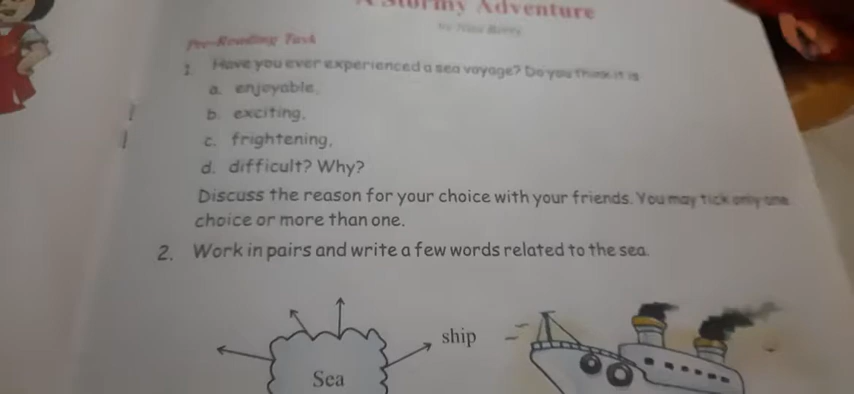 A Stormy Adventure
Pre-Reading Task
1. Have you ever experienced a sea voyage? Do you think it is
a. enjoyable,
b. exciting,
c. frightening,
d. difficult? Why?
Discuss the reason for your choice with your friends. You may tick only one
choice or more than one.
2. Work in pairs and write a few words related to the sea.
ship
Sea